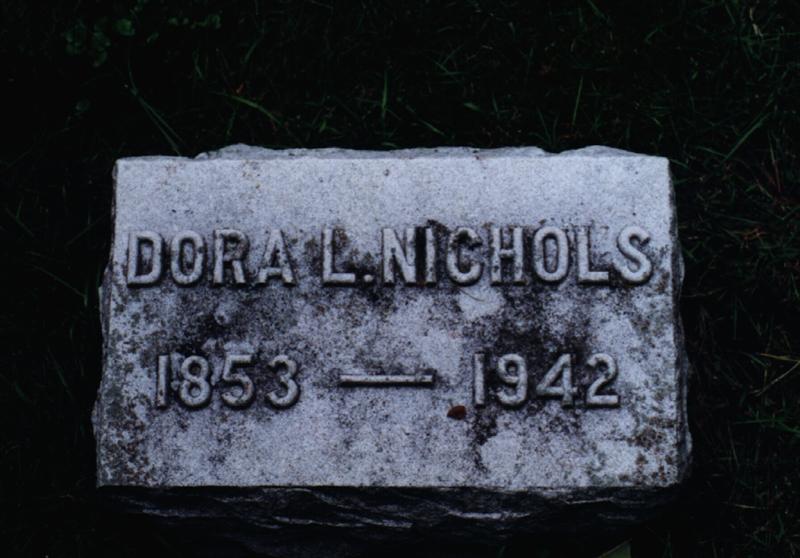 DORA L. NICHOLS
1853 — 1942